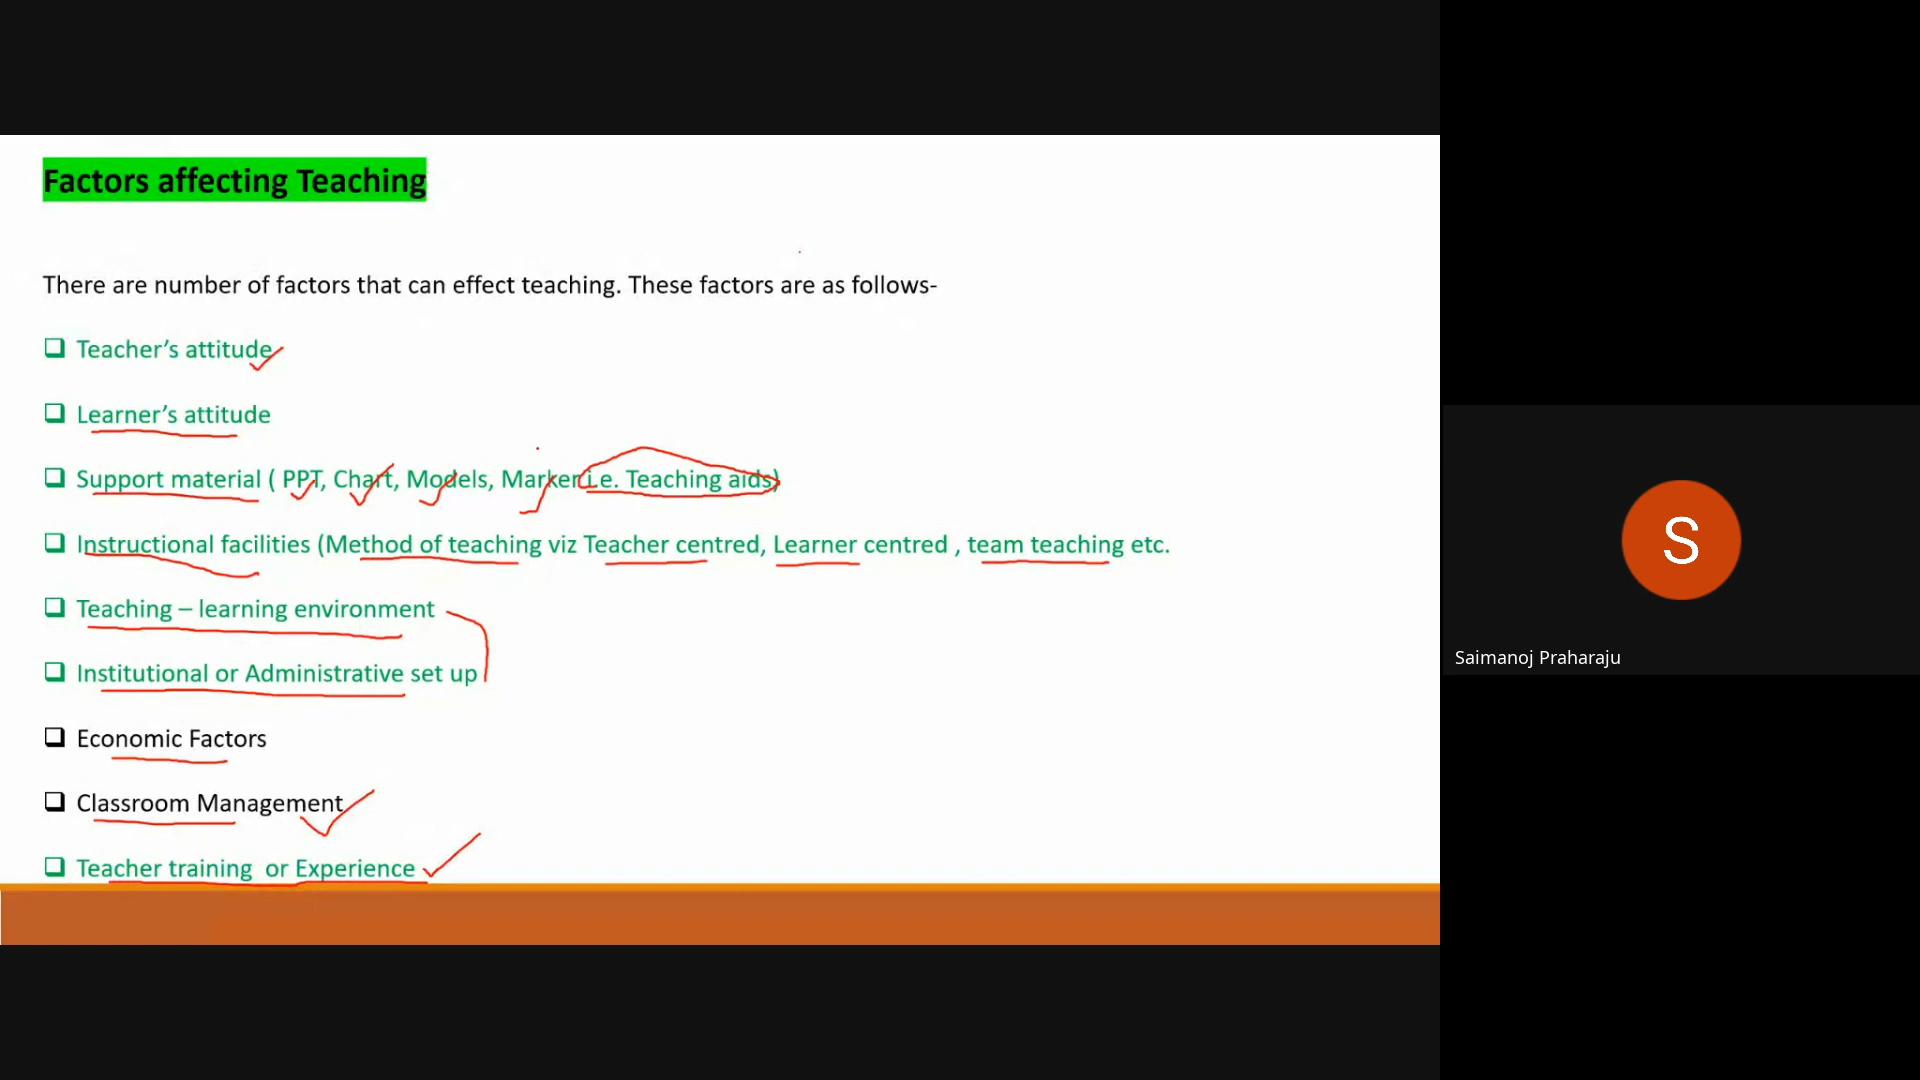 Factors affecting Teaching
There are number of factors that can effect teaching. These factors are as follows-
Teacher’s attitude
Learner’s attitude
Support material ( PPT, Chart, Models, Marker i.e. Teaching aids)
Instructional facilities (Method of teaching viz Teacher centred, Learner centred , team teaching etc.
Teaching – learning environment
Institutional or Administrative set up
Economic Factors
Classroom Management
Teacher training or Experience
S
Saimanoj Praharaju